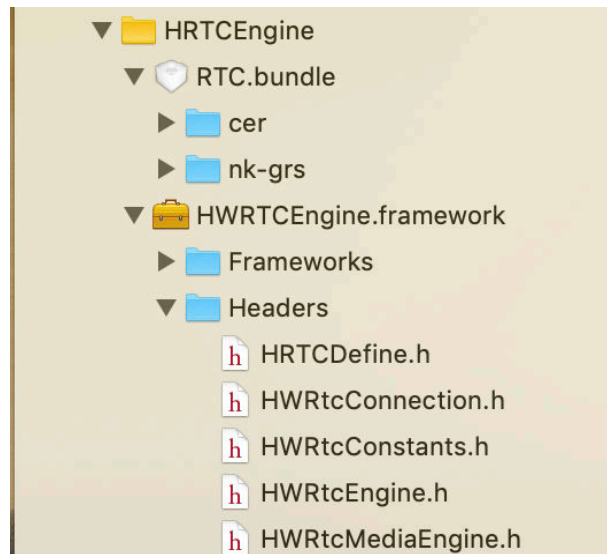 HRTCEngine
RTC.bundle
cer
nk-grs
HWRTCEngine.framework
Frameworks
Headers
h HRTCDefine.h
h HWRtcConnection.h
h HWRtcConstants.h
h HWRtcEngine.h
h HWRtcMediaEngine.h